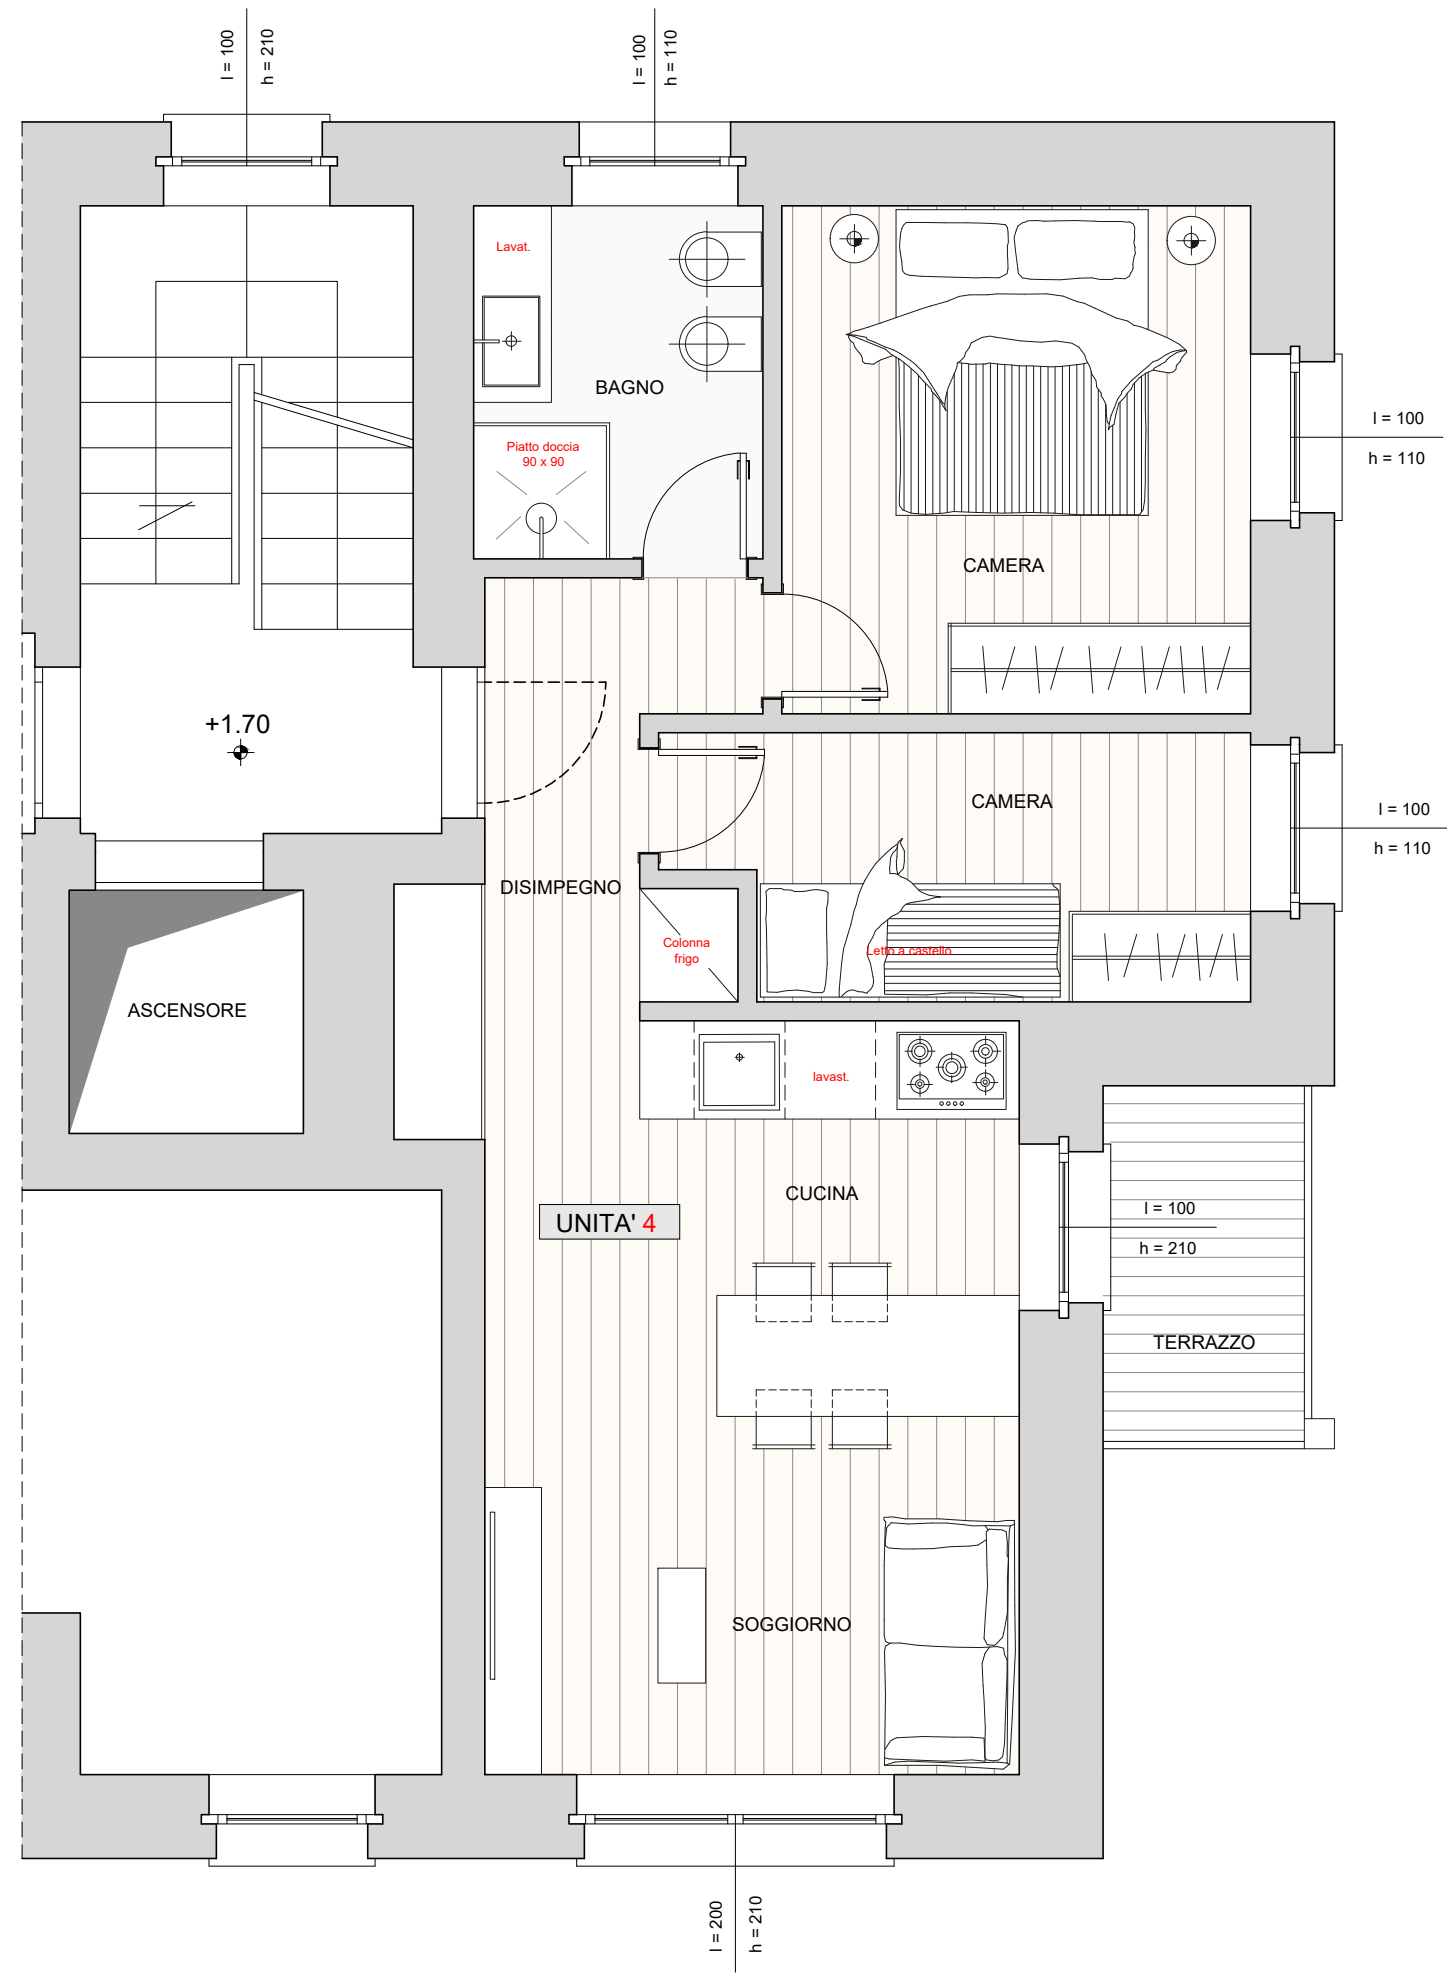 l = 100
h = 210
l = 100
h = 110
Lavat.
BAGNO
Piatto doccia
90 x 90
l = 100
h = 110
CAMERA
+1.70
CAMERA
l = 100
h = 110
DISIMPEGNO
Colonna
frigo
Letto a castello
ASCENSORE
lavast.
CUCINA
UNITA' 4
l = 100
h = 210
TERRAZZO
SOGGIORNO
l = 200
h = 210